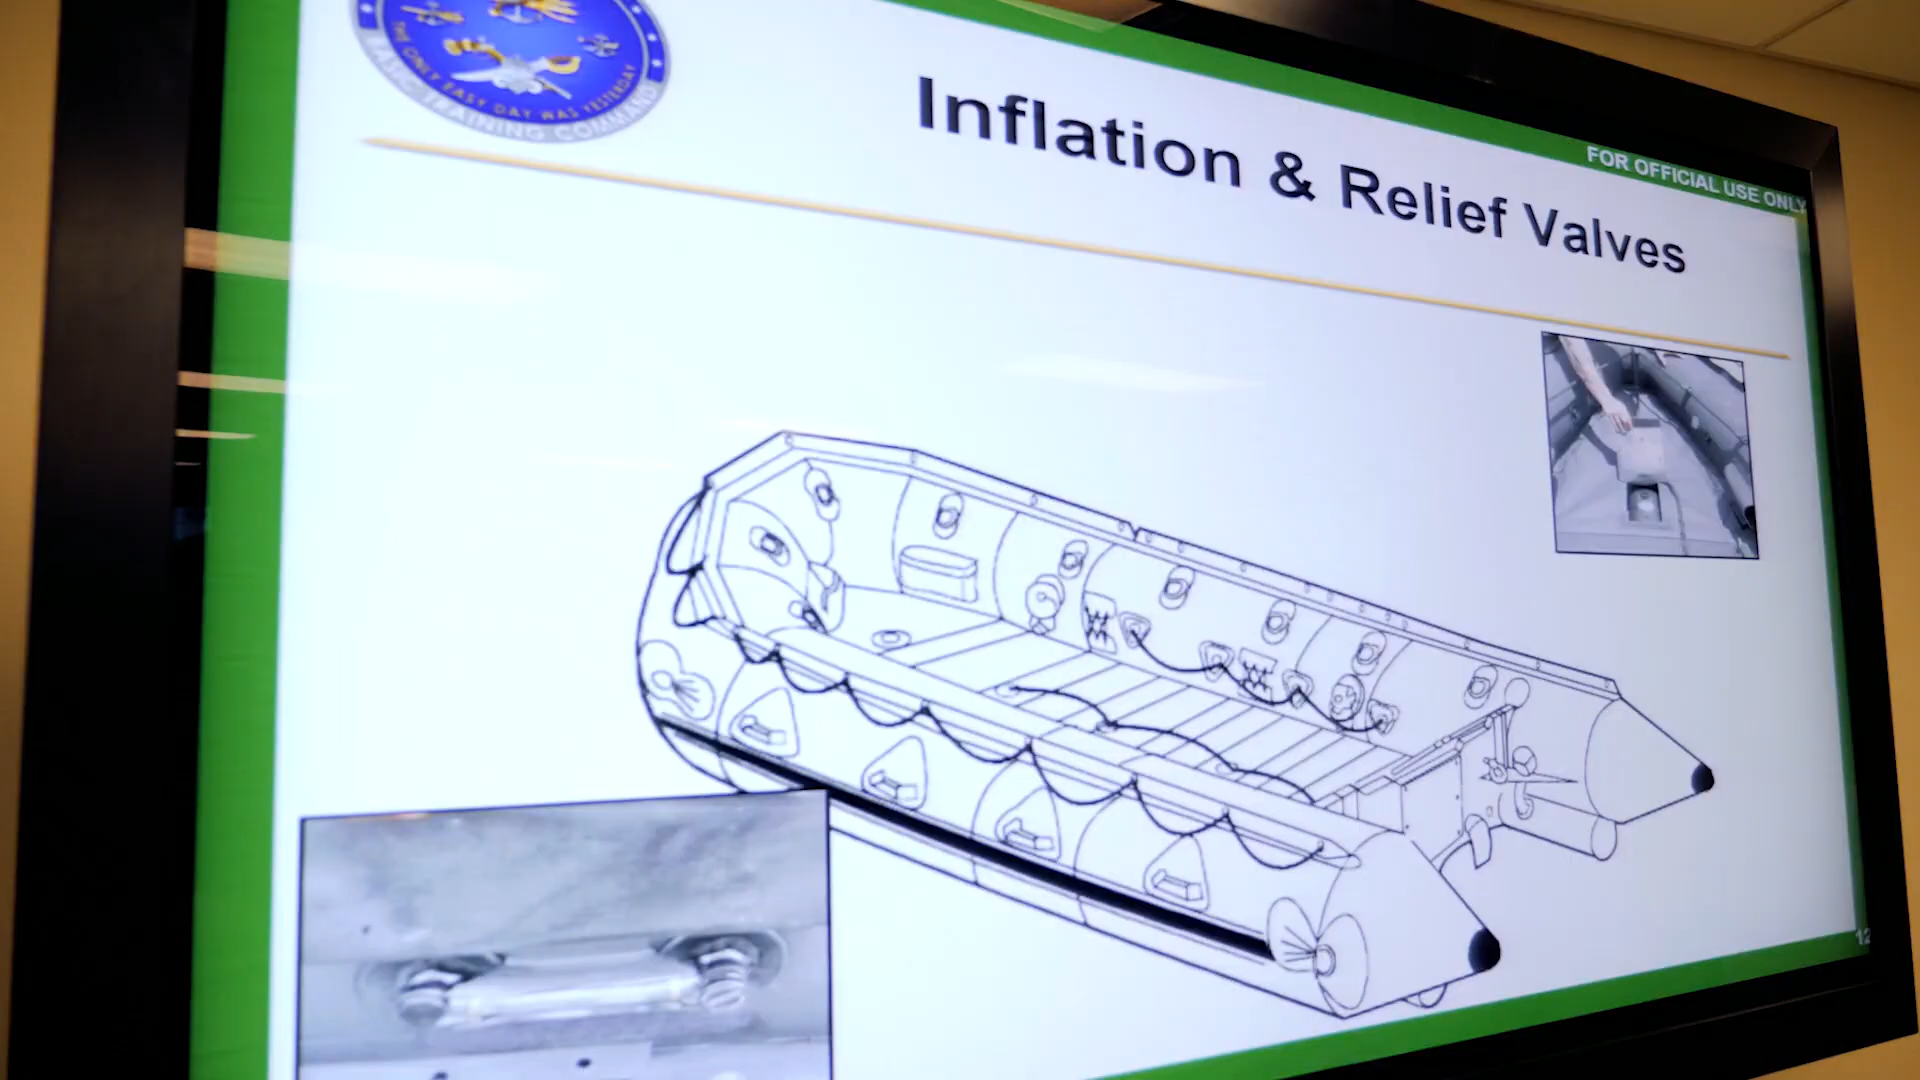 THE ONLY EASY DAY WAS YESTERDAY
TRAINING COMMAND
Inflation & Relief Valves
FOR OFFICIAL USE ONLY
12